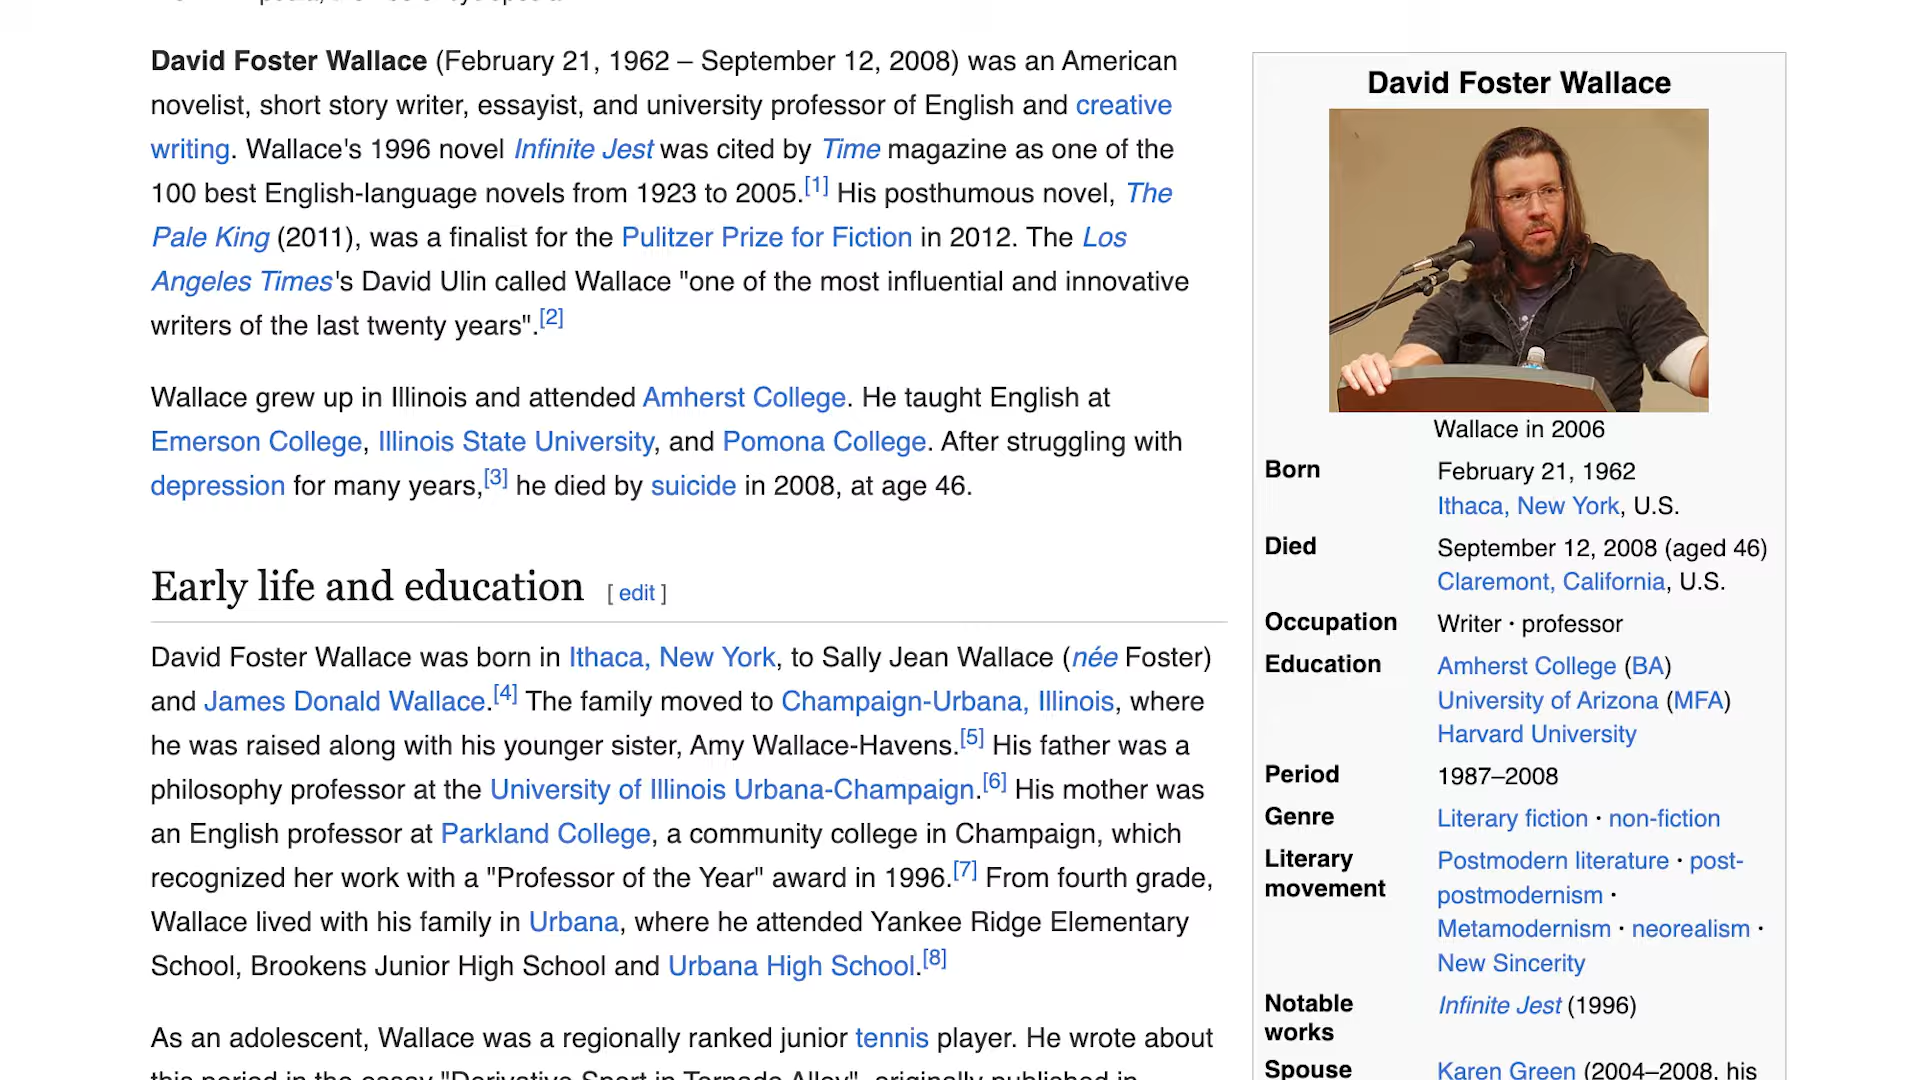 David Foster Wallace (February 21, 1962 – September 12, 2008) was an American
novelist, short story writer, essayist, and university professor of English and creative
writing. Wallace's 1996 novel Infinite Jest was cited by Time magazine as one of the
100 best English-language novels from 1923 to 2005.[1] His posthumous novel, The
Pale King (2011), was a finalist for the Pulitzer Prize for Fiction in 2012. The Los
Angeles Times's David Ulin called Wallace "one of the most influential and innovative
writers of the last twenty years".[2]
Wallace grew up in Illinois and attended Amherst College. He taught English at
Emerson College, Illinois State University, and Pomona College. After struggling with
depression for many years,[3] he died by suicide in 2008, at age 46.
Early life and education [ edit ]
David Foster Wallace was born in Ithaca, New York, to Sally Jean Wallace (née Foster)
and James Donald Wallace.[4] The family moved to Champaign-Urbana, Illinois, where
he was raised along with his younger sister, Amy Wallace-Havens.[5] His father was a
philosophy professor at the University of Illinois Urbana-Champaign.[6] His mother was
an English professor at Parkland College, a community college in Champaign, which
recognized her work with a "Professor of the Year" award in 1996.[7] From fourth grade,
Wallace lived with his family in Urbana, where he attended Yankee Ridge Elementary
School, Brookens Junior High School and Urbana High School.[8]
As an adolescent, Wallace was a regionally ranked junior tennis player. He wrote about
this period in the essay "Derivative Sport in Tornado Alley", originally published in
David Foster Wallace
Wallace in 2006
Born February 21, 1962
Ithaca, New York, U.S.
Died September 12, 2008 (aged 46)
Claremont, California, U.S.
Occupation Writer · professor
Education Amherst College (BA)
University of Arizona (MFA)
Harvard University
Period 1987–2008
Genre Literary fiction · non-fiction
Literary movement Postmodern literature · post-
postmodernism ·
Metamodernism · neorealism ·
New Sincerity
Notable works Infinite Jest (1996)
Spouse Karen Green (2004–2008, his